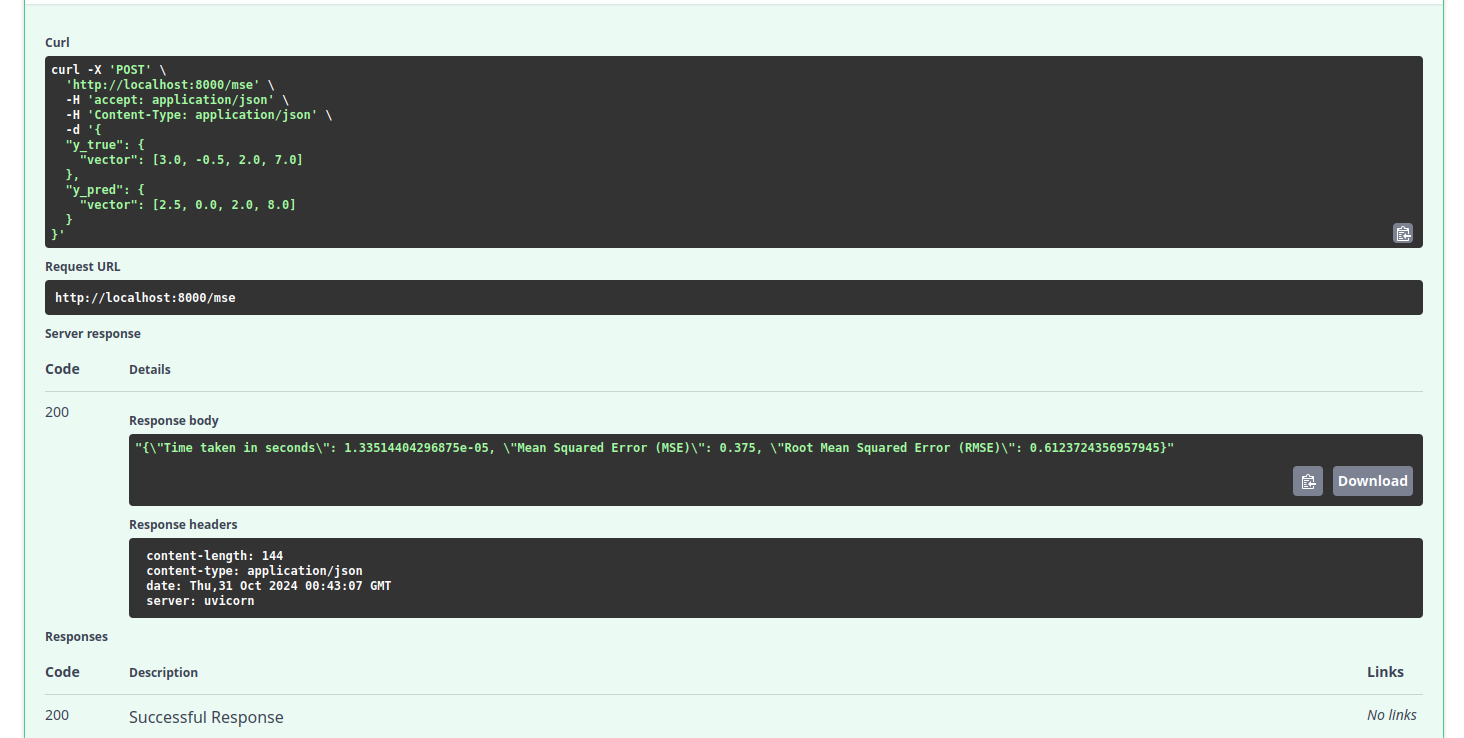 Curl
curl -X 'POST' \
  'http://localhost:8000/mse' \
  -H 'accept: application/json' \
  -H 'Content-Type: application/json' \
  -d '{
  "y_true": {
    "vector": [3.0, -0.5, 2.0, 7.0]
  },
  "y_pred": {
    "vector": [2.5, 0.0, 2.0, 8.0]
  }
}'
Request URL
http://localhost:8000/mse
Server response
Code Details
200
Response body
"{\"Time taken in seconds\": 1.33514404296875e-05, \"Mean Squared Error (MSE)\": 0.375, \"Root Mean Squared Error (RMSE)\": 0.6123724356957945}"
Download
Response headers
content-length: 144
content-type: application/json
date: Thu,31 Oct 2024 00:43:07 GMT
server: uvicorn
Responses
Code Description Links
200 Successful Response No links